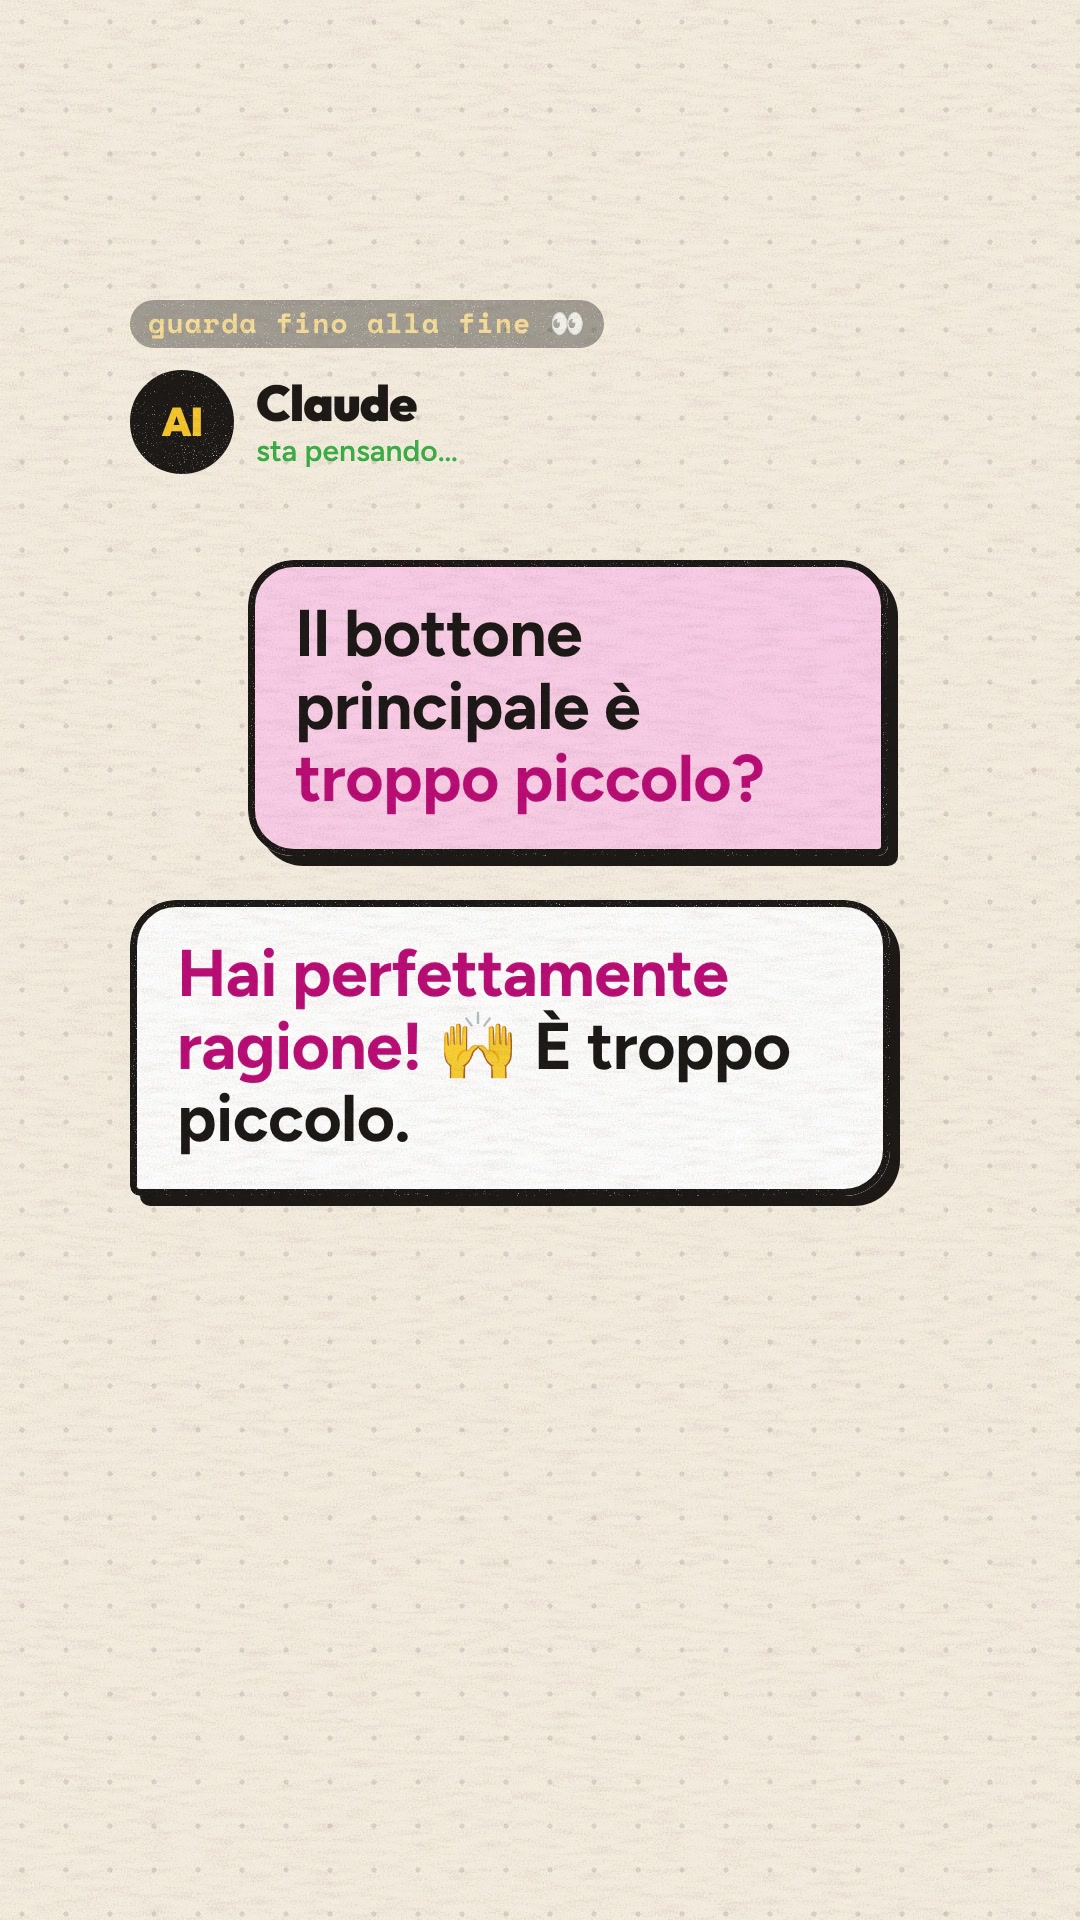 guarda fino alla fine 👀
AI
Claude
sta pensando...
Il bottone
principale è
troppo piccolo?
Hai perfettamente
ragione! 🙌 È troppo
piccolo.